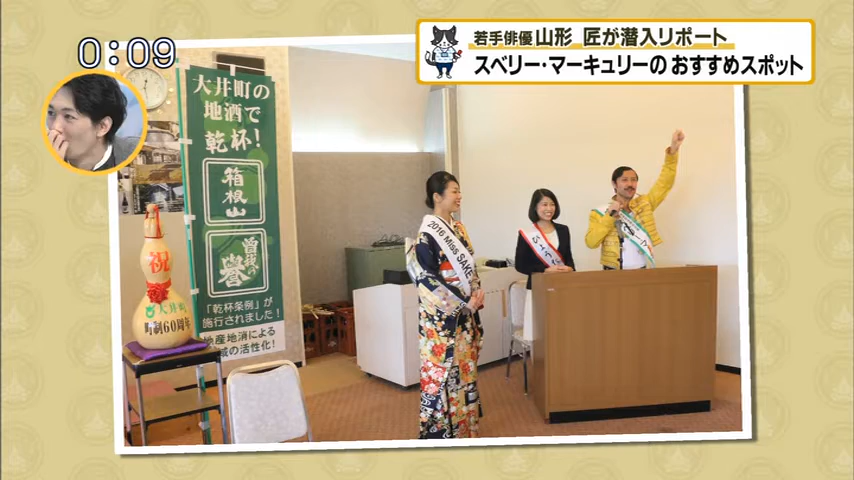 0:09
若手俳優 山形 匠が潜入リポート
スベリー・マーキュリーの おすすめスポット
大井町の
地酒で
乾杯!
箱根山
曽我の
誉
「乾杯条例」が
施行されました!
地産地消による
域の活性化!
祝
大井町
町制60周年
2016 Miss SAKE